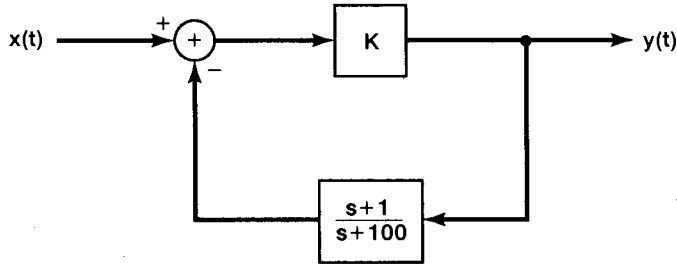 x(t)
+
+
−
K
y(t)
s+1
s+100